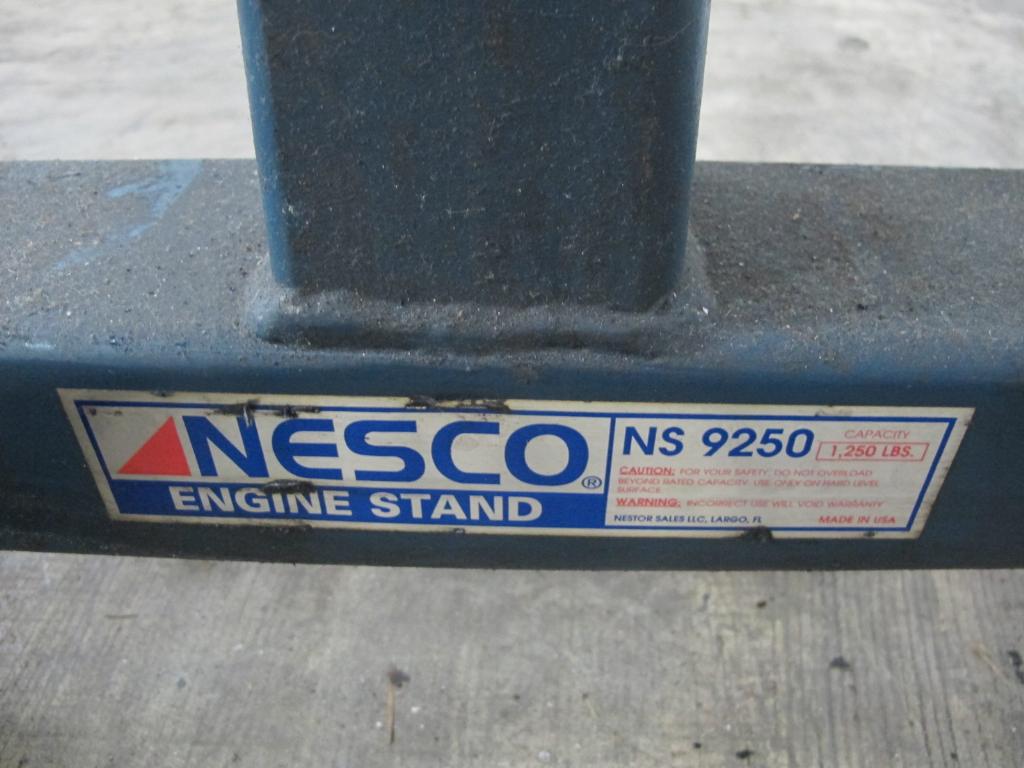 NESCO®
ENGINE STAND
NS 9250
CAPACITY
1,250 LBS.
CAUTION: FOR YOUR SAFETY, DO NOT OVERLOAD
BEYOND RATED CAPACITY. USE ONLY ON HARD LEVEL
SURFACE.
WARNING: INCORRECT USE WILL VOID WARRANTY
NESTOR SALES LLC, LARGO, FL
MADE IN USA